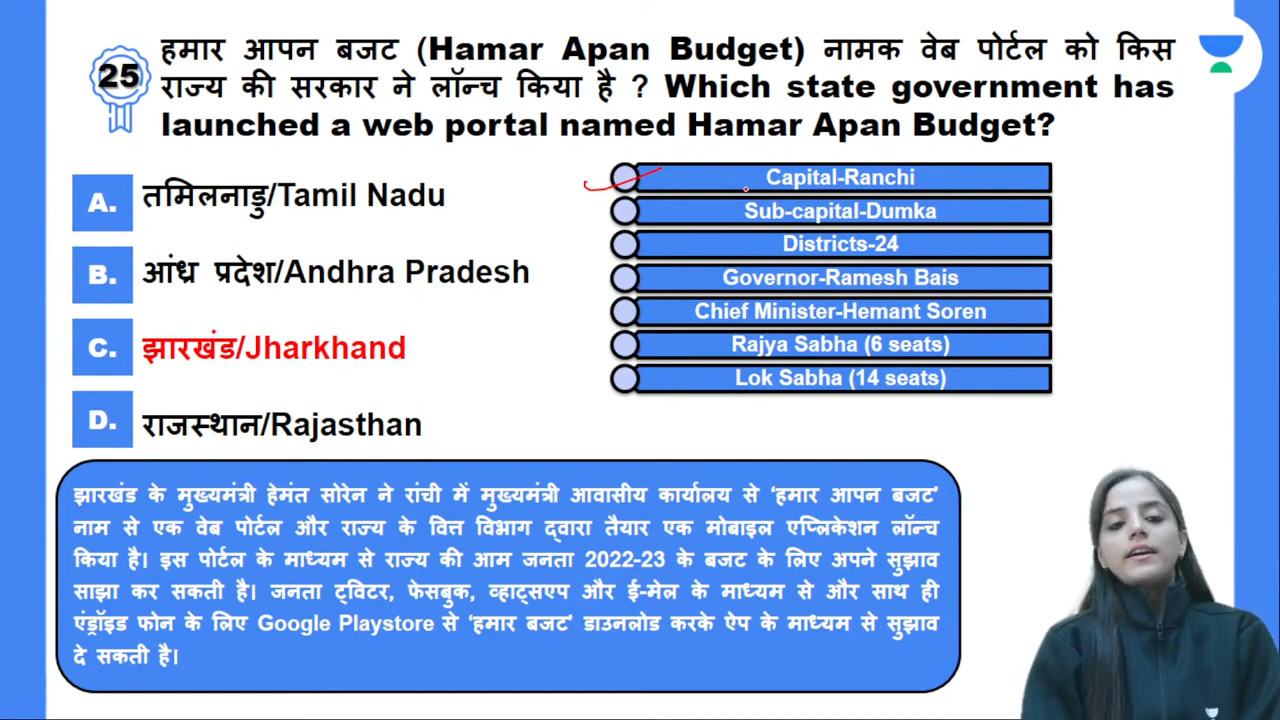 25
हमार आपन बजट (Hamar Apan Budget) नामक वेब पोर्टल को किस
राज्य की सरकार ने लॉन्च किया है ? Which state government has
launched a web portal named Hamar Apan Budget?
A. तमिलनाडु/Tamil Nadu
B. आंध्र प्रदेश/Andhra Pradesh
C. झारखंड/Jharkhand
D. राजस्थान/Rajasthan
Capital-Ranchi
Sub-capital-Dumka
Districts-24
Governor-Ramesh Bais
Chief Minister-Hemant Soren
Rajya Sabha (6 seats)
Lok Sabha (14 seats)
झारखंड के मुख्यमंत्री हेमंत सोरेन ने रांची में मुख्यमंत्री आवासीय कार्यालय से ‘हमार आपन बजट’
नाम से एक वेब पोर्टल और राज्य के वित्त विभाग द्वारा तैयार एक मोबाइल एप्लिकेशन लॉन्च
किया है। इस पोर्टल के माध्यम से राज्य की आम जनता 2022-23 के बजट के लिए अपने सुझाव
साझा कर सकती है। जनता ट्विटर, फेसबुक, व्हाट्सएप और ई-मेल के माध्यम से और साथ ही
एंड्रॉइड फोन के लिए Google Playstore से ‘हमार बजट’ डाउनलोड करके ऐप के माध्यम से सुझाव
दे सकती है।